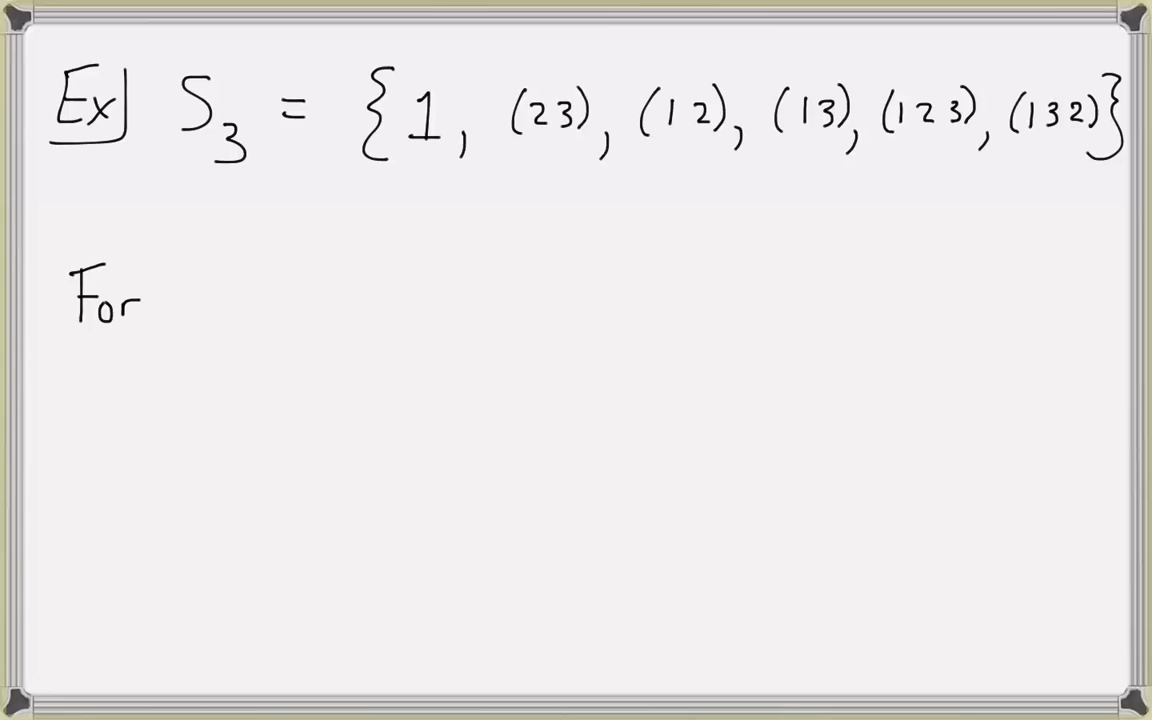 Ex] S₃ = {1, (23), (12), (13), (123), (132)}
For